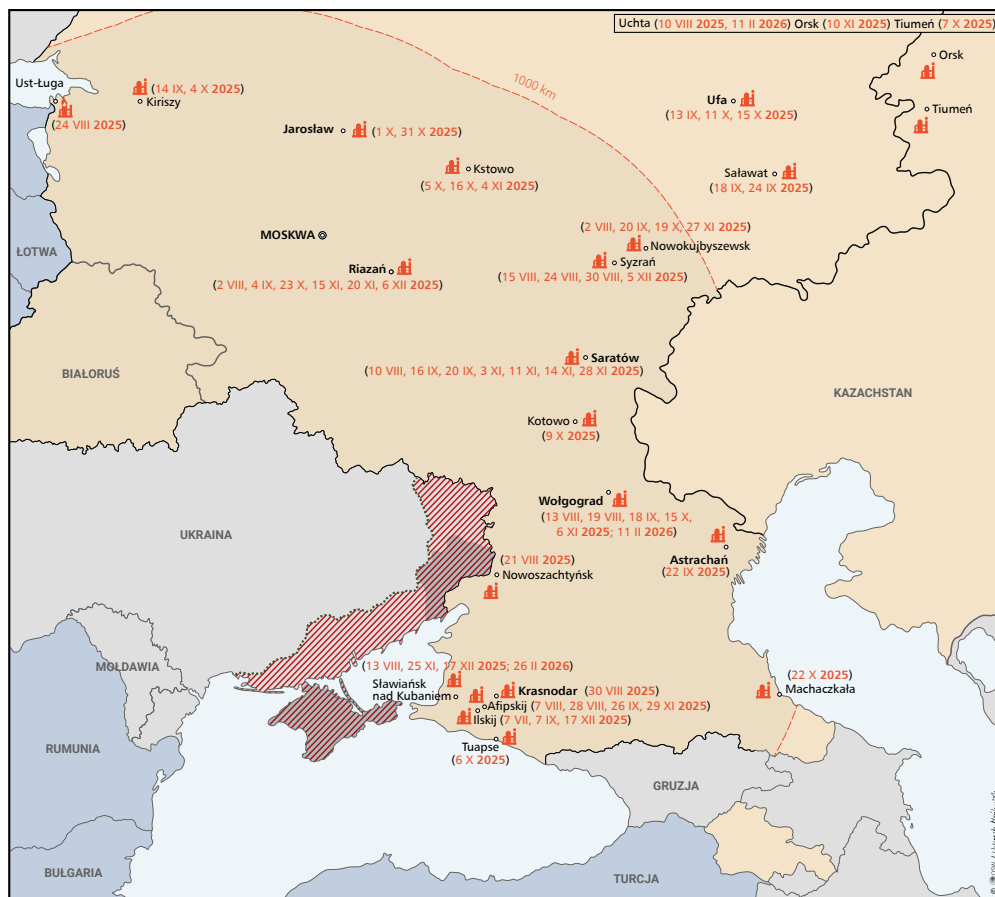 Uchta (10 VIII 2025, 11 II 2026) Orsk (10 XI 2025) Tiumeń (7 X 2025)
Orsk
Ust-Ługa
(14 IX, 4 X 2025)
Kiriszy
(24 VIII 2025)
1000 km
Ufa
(13 IX, 11 X, 15 X 2025)
Tiumeń
Jarosław
(1 X, 31 X 2025)
Kstowo
(5 X, 16 X, 4 XI 2025)
Saławat
(18 IX, 24 IX 2025)
MOSKWA
(2 VIII, 20 IX, 19 X, 27 XI 2025)
Nowokujbyszewsk
ŁOTWA
Riazań
(2 VIII, 4 IX, 23 X, 15 XI, 20 XI, 6 XII 2025)
Syzrań
(15 VIII, 24 VIII, 30 VIII, 5 XII 2025)
BIAŁORUŚ
Saratów
(10 VIII, 16 IX, 20 IX, 3 XI, 11 XI, 14 XI, 28 XI 2025)
KAZACHSTAN
Kotowo
(9 X 2025)
Wołgograd
(13 VIII, 19 VIII, 18 IX, 15 X,
6 XI 2025; 11 II 2026)
UKRAINA
Astrachań
(22 IX 2025)
(21 VIII 2025)
Nowoszachtyńsk
MOŁDAWIA
(13 VIII, 25 XI, 17 XII 2025; 26 II 2026)
Sławiańsk
nad Kubaniem
Krasnodar (30 VIII 2025)
Afipskij (7 VIII, 28 VIII, 26 IX, 29 XI 2025)
Ilskij (7 VII, 7 IX, 17 XII 2025)
(22 X 2025)
Machaczkała
Tuapse
(6 X 2025)
RUMUNIA
GRUZJA
BUŁGARIA
TURCJA